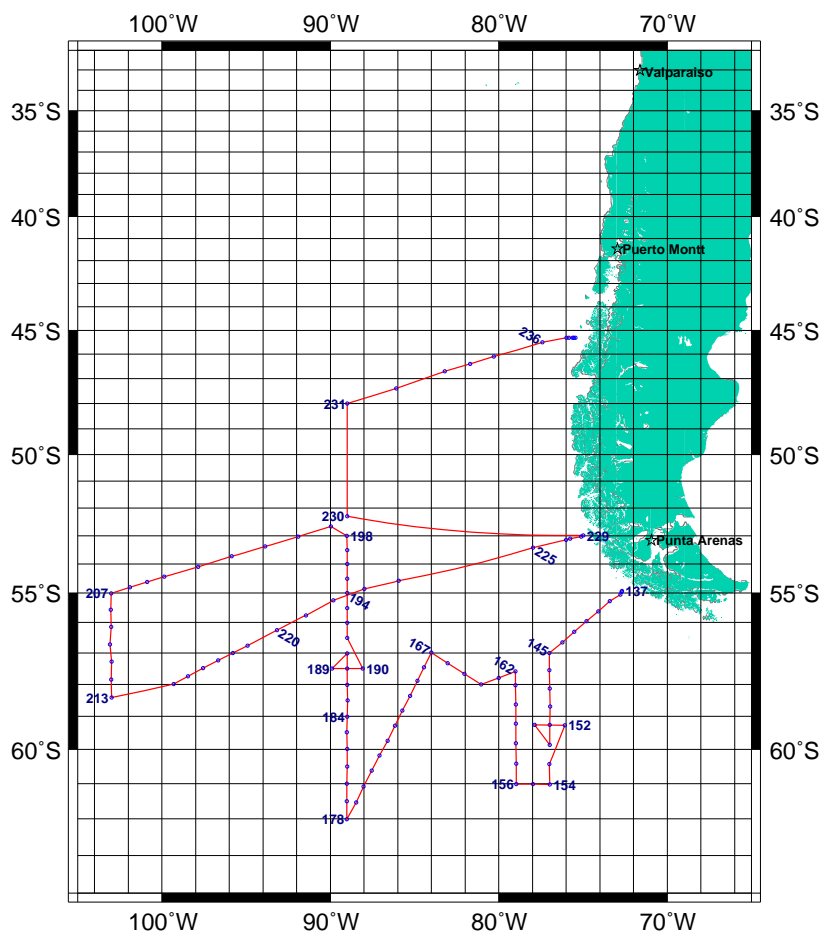 100˚W 90˚W 80˚W 70˚W
Valparaiso
35˚S 35˚S
40˚S 40˚S
Puerto Montt
45˚S 45˚S
236
231
50˚S 50˚S
230
198 229
Punta Arenas
225
207 55˚S 55˚S
137
194
220
145
167
189 190 162
213
184
152
60˚S 60˚S
156 154
178
100˚W 90˚W 80˚W 70˚W